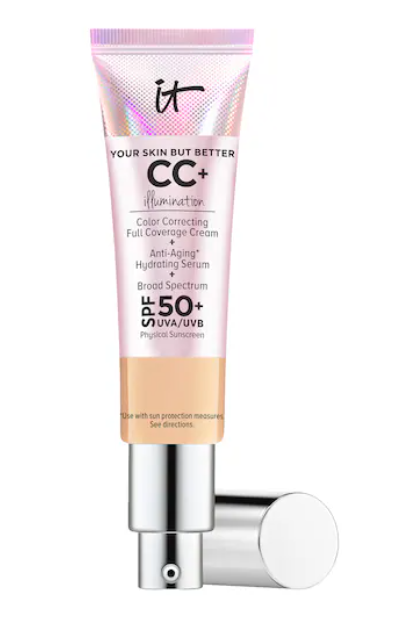 it
YOUR SKIN BUT BETTER
CC+
illumination
Color Correcting
Full Coverage Cream
+
Anti-Aging*
Hydrating Serum
+
Broad Spectrum
SPF 50+
UVA/UVB
Physical Sunscreen
*Use with sun protection measures.
See directions.